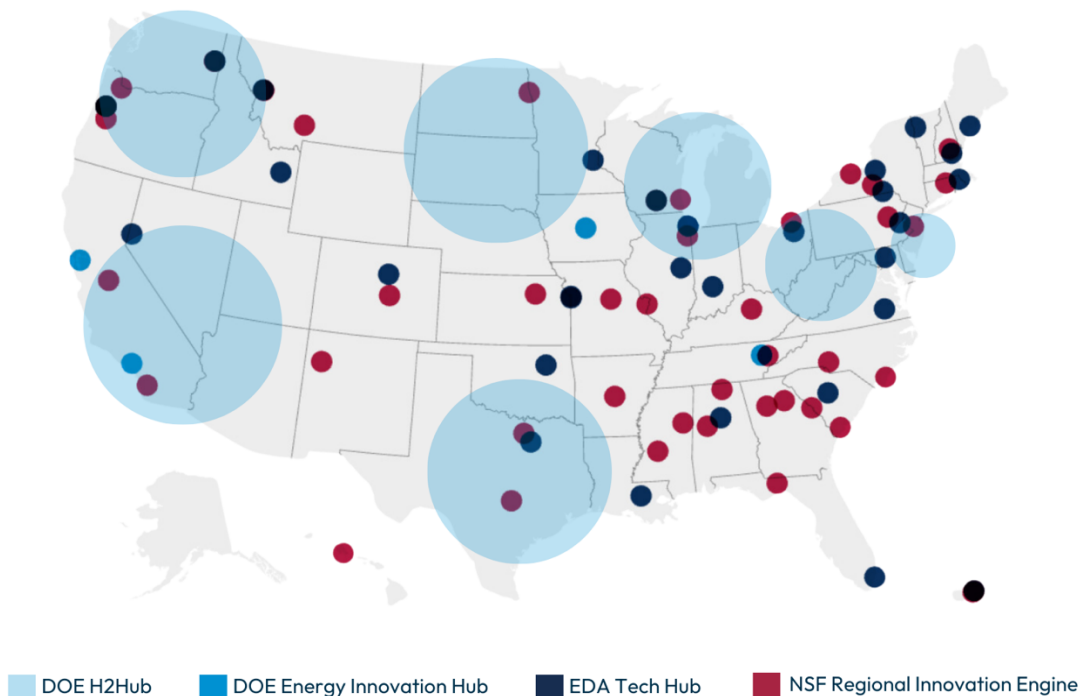 DOE H2Hub
DOE Energy Innovation Hub
EDA Tech Hub
NSF Regional Innovation Engine